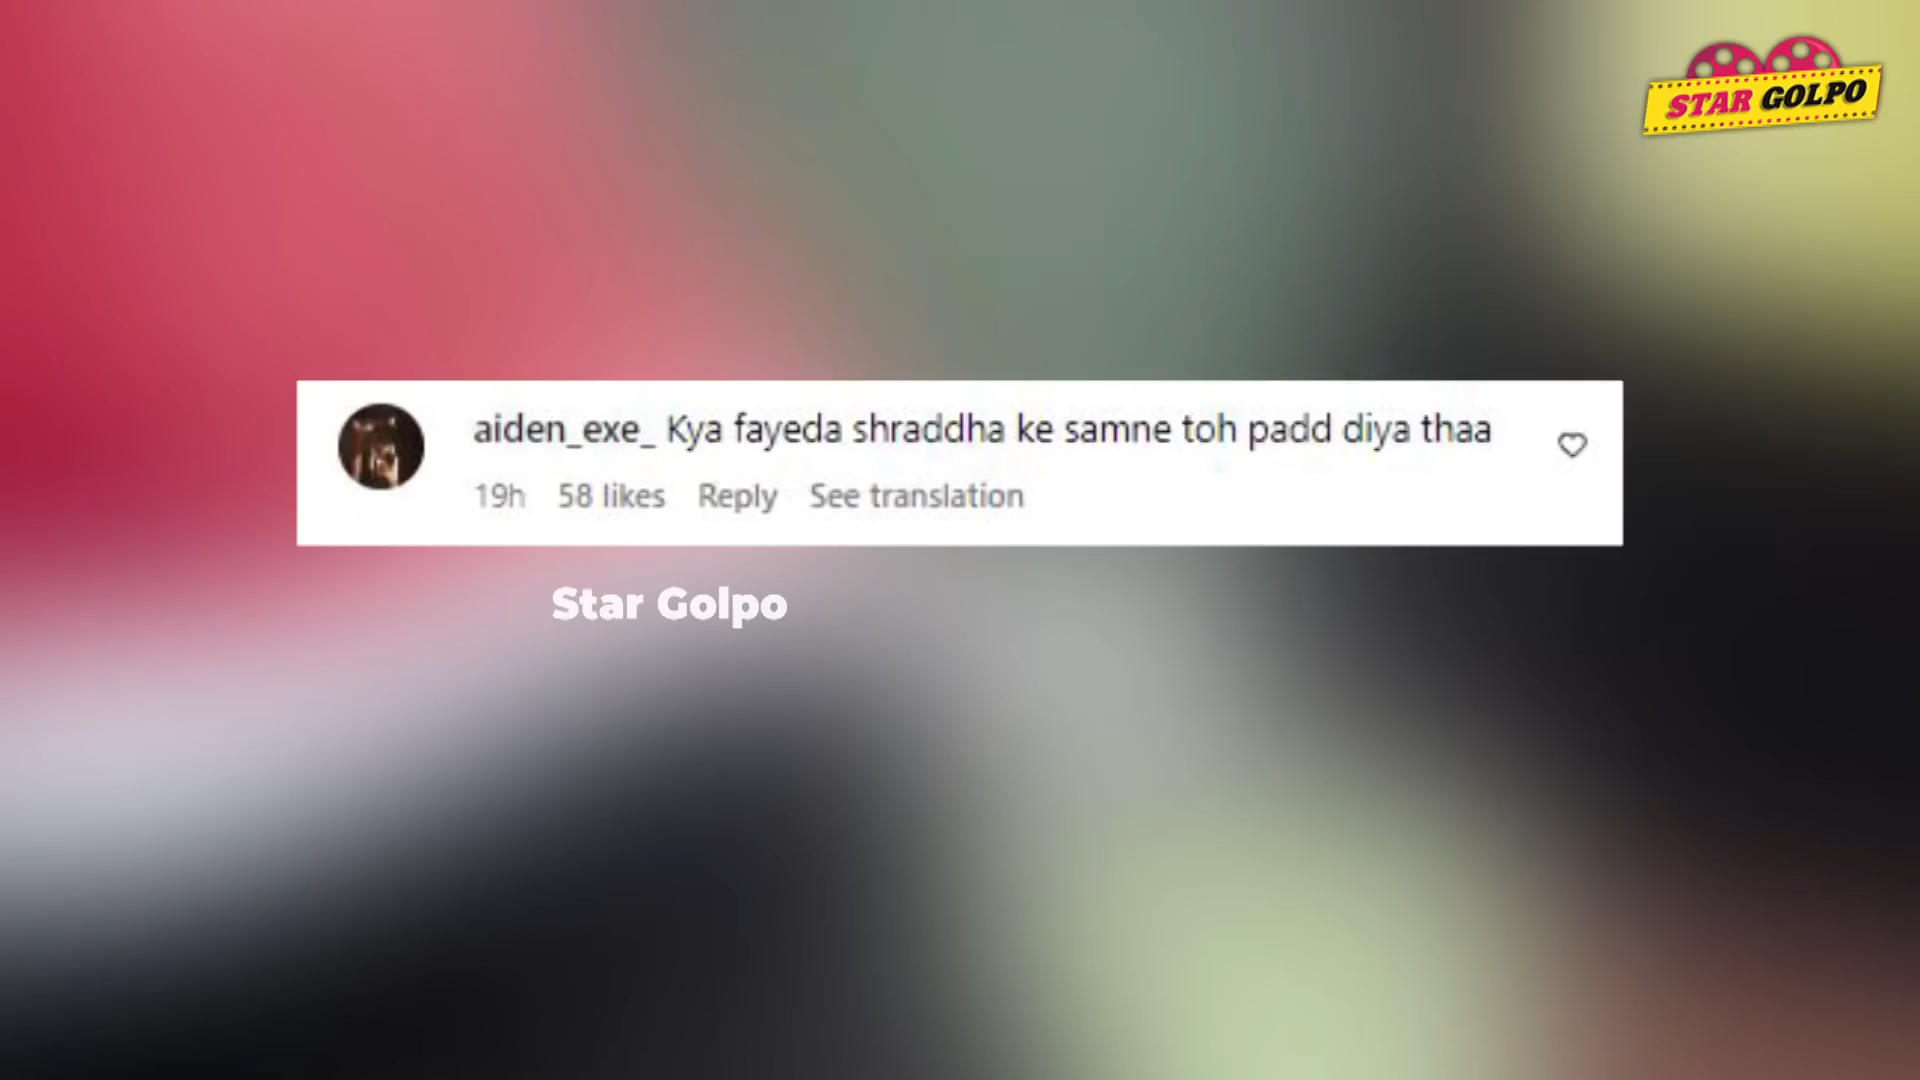 STAR GOLPO
aiden_exe_ Kya fayeda shraddha ke samne toh padd diya thaa
19h 58 likes Reply See translation
Star Golpo